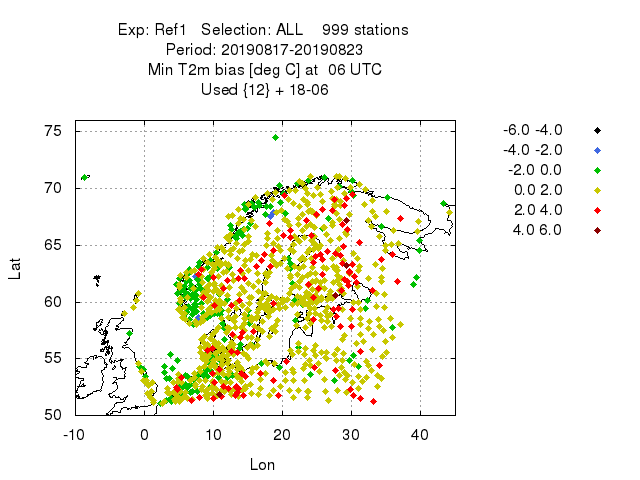 Exp: Ref1 Selection: ALL 999 stations
Period: 20190817-20190823
Min T2m bias [deg C] at 06 UTC
Used {12} + 18-06
75
70
65
60
55
50
-10 0 10 20 30 40
Lat
Lon
-6.0 -4.0
-4.0 -2.0
-2.0 0.0
0.0 2.0
2.0 4.0
4.0 6.0